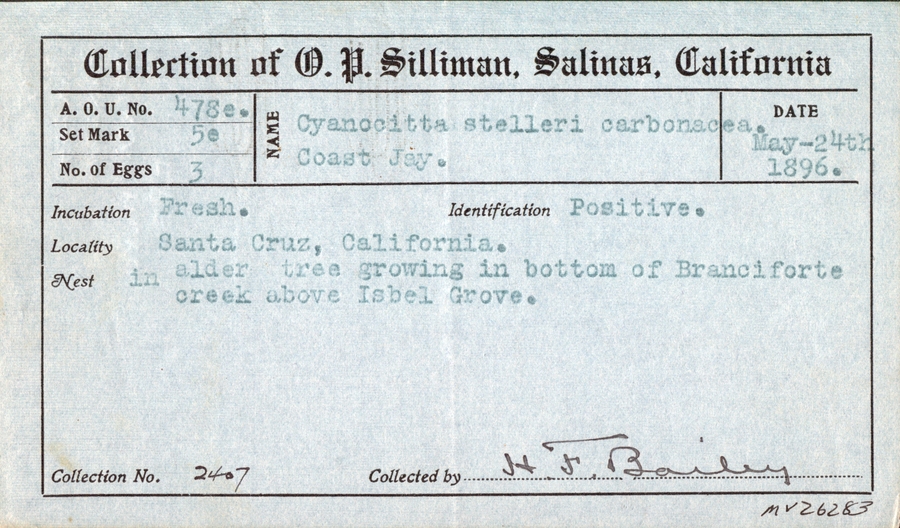 Collection of O. P. Silliman, Salinas, California
A. O. U. No. 478e.
Set Mark 5e
No. of Eggs 3
NAME Cyanocitta stelleri carbonacea.
Coast Jay.
DATE
May-24th
1896.
Incubation Fresh. Identification Positive.
Locality Santa Cruz, California.
Nest in alder tree growing in bottom of Branciforte
creek above Isbel Grove.
Collection No. 2407 Collected by H. F. Bailey
MV26283